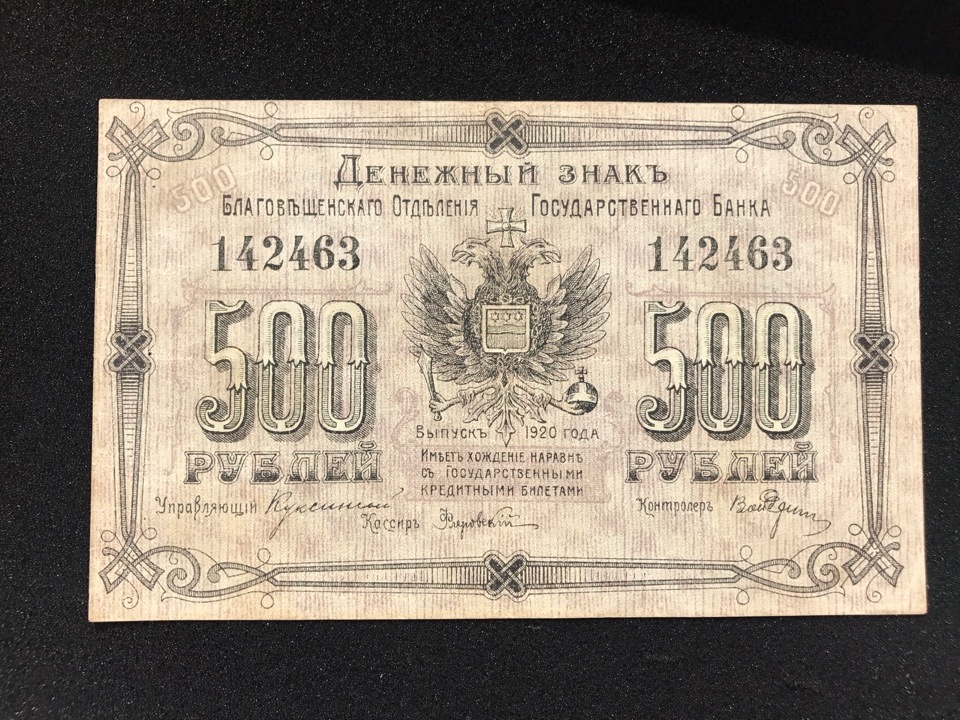 Денежный знакъ
500 500
Благовѣщенскаго Отдѣленія Государственнаго Банка
142463 142463
500 500
Выпускъ 1920 года
рублей рублей
Имѣетъ хожденіе наравнѣ
съ государственными
кредитными билетами
Управляющій Контролеръ
Кассиръ